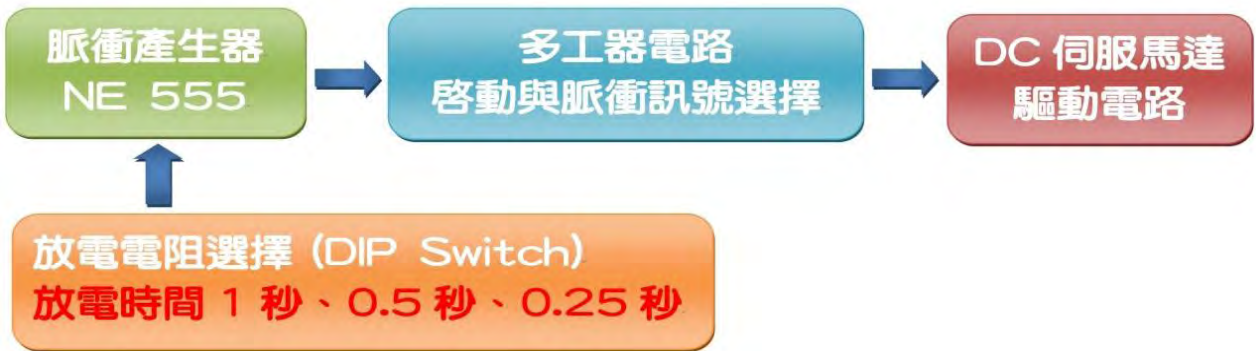 脈衝產生器
NE 555
多工器電路
啓動與脈衝訊號選擇
DC 伺服馬達
驅動電路
放電電阻選擇 (DIP Switch)
放電時間 1 秒、0.5 秒、0.25 秒